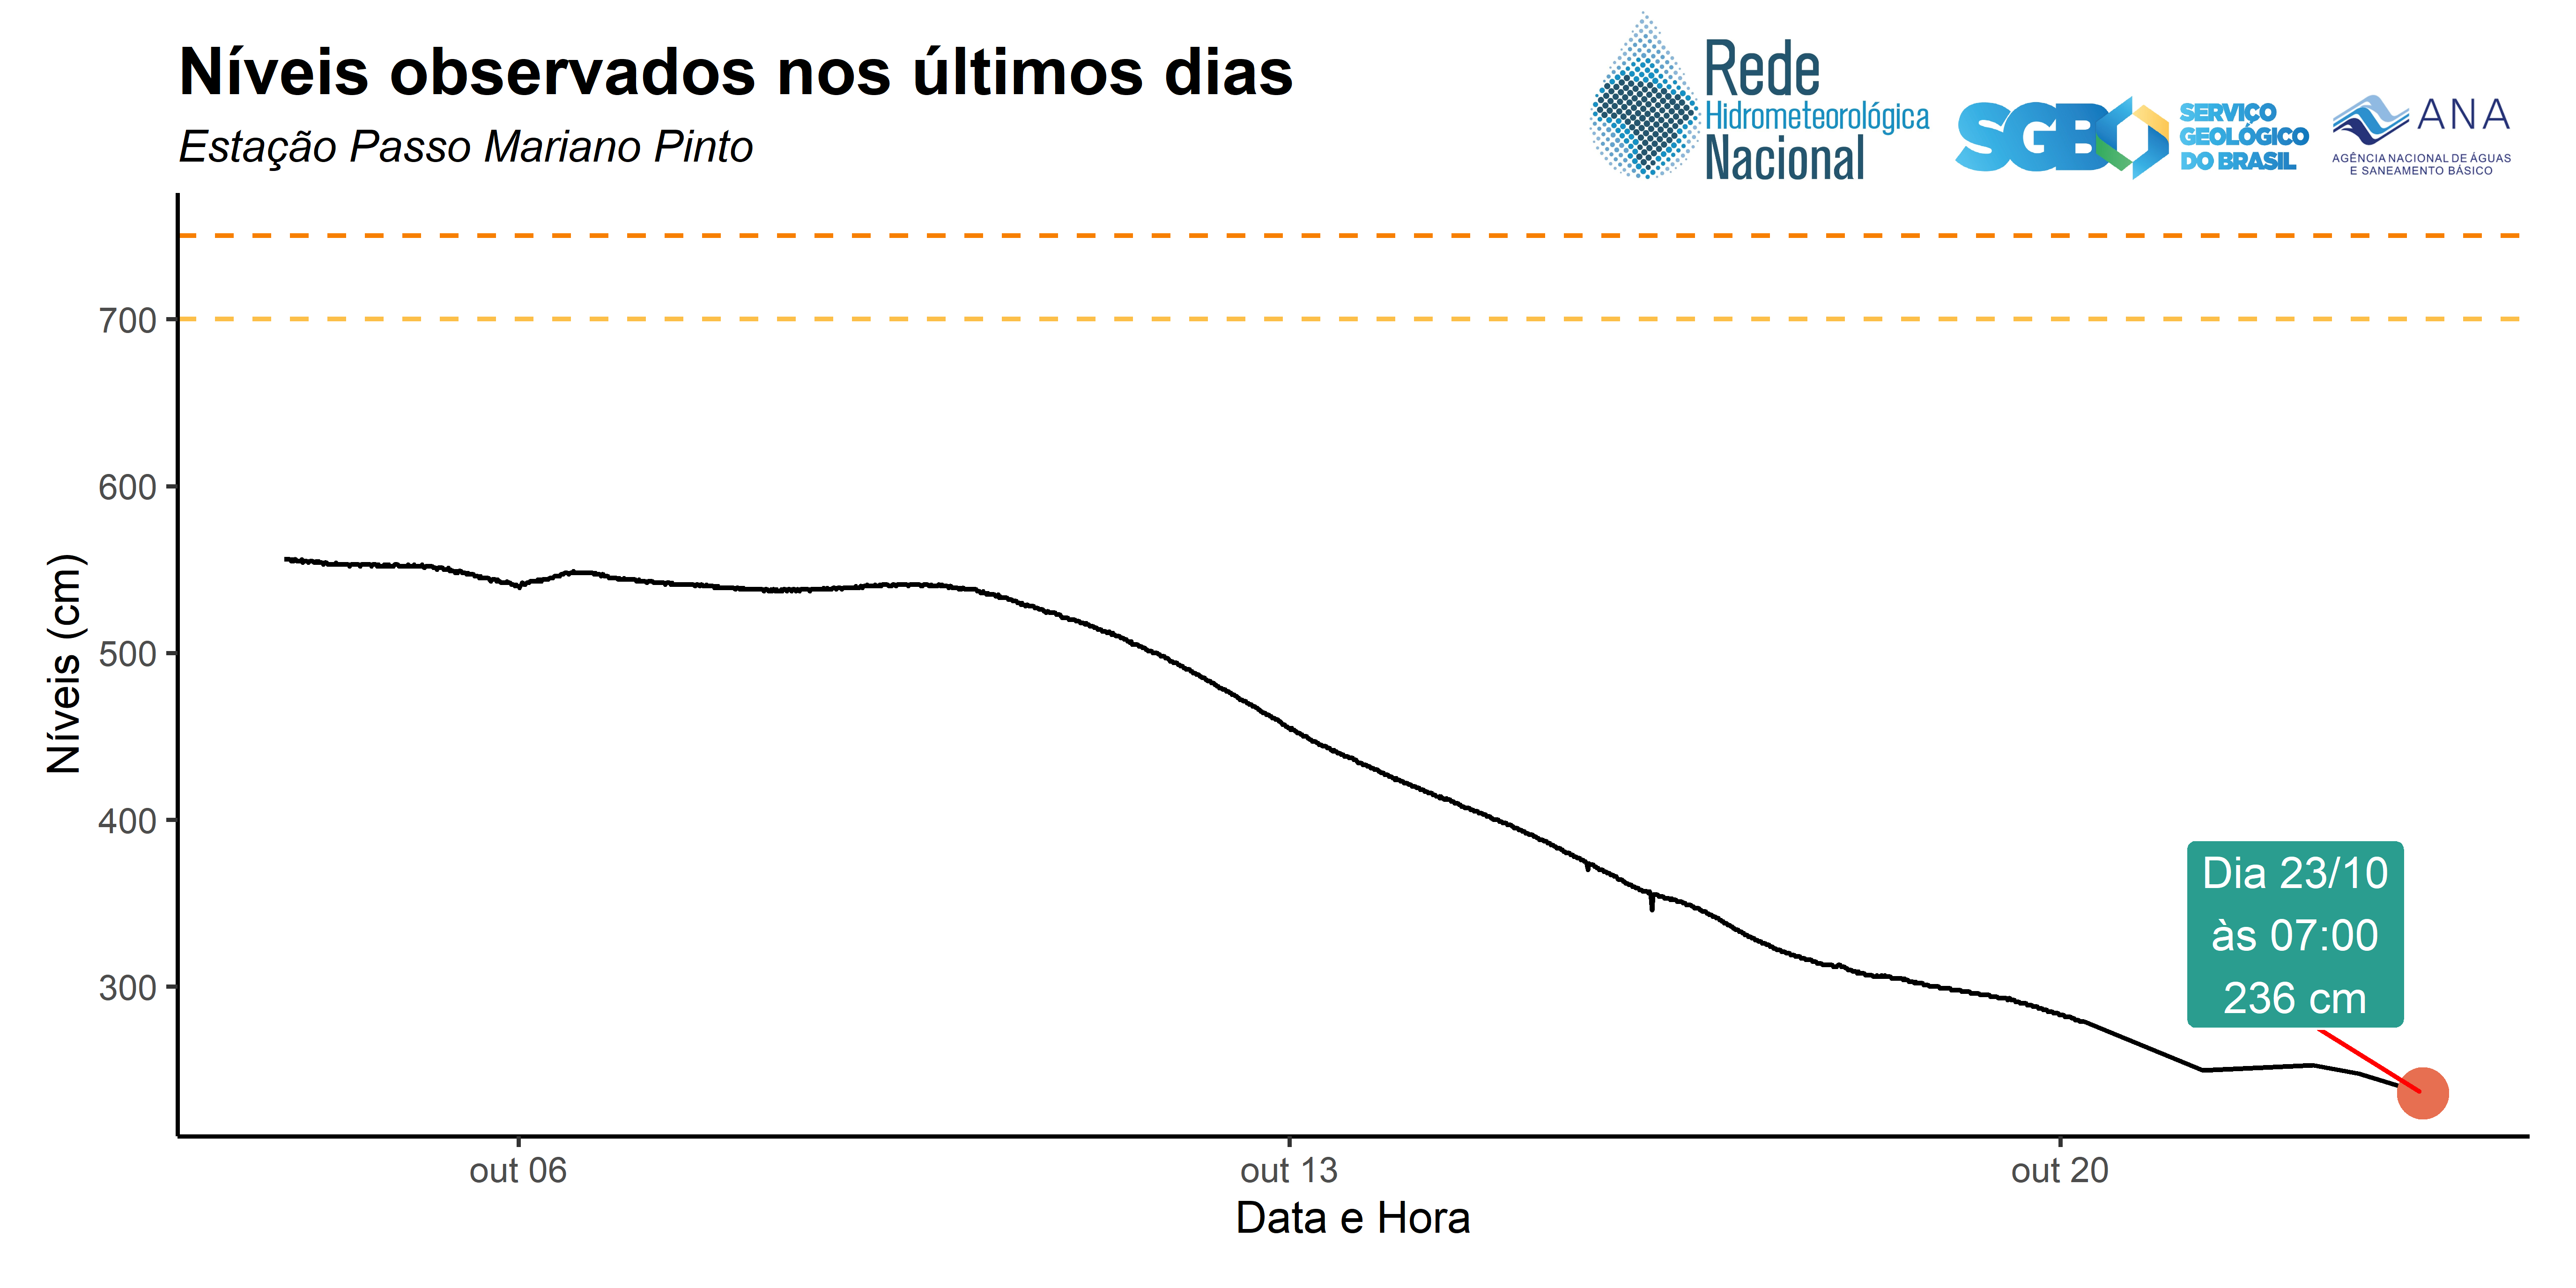 Níveis observados nos últimos dias
Estação Passo Mariano Pinto
Rede
Hidrometeorológica
Nacional
SGB
SERVIÇO
GEOLÓGICO
DO BRASIL
ANA
AGÊNCIA NACIONAL DE ÁGUAS
E SANEAMENTO BÁSICO
Níveis (cm)
700
600
500
400
300
Dia 23/10
às 07:00
236 cm
out 06
out 13
out 20
Data e Hora